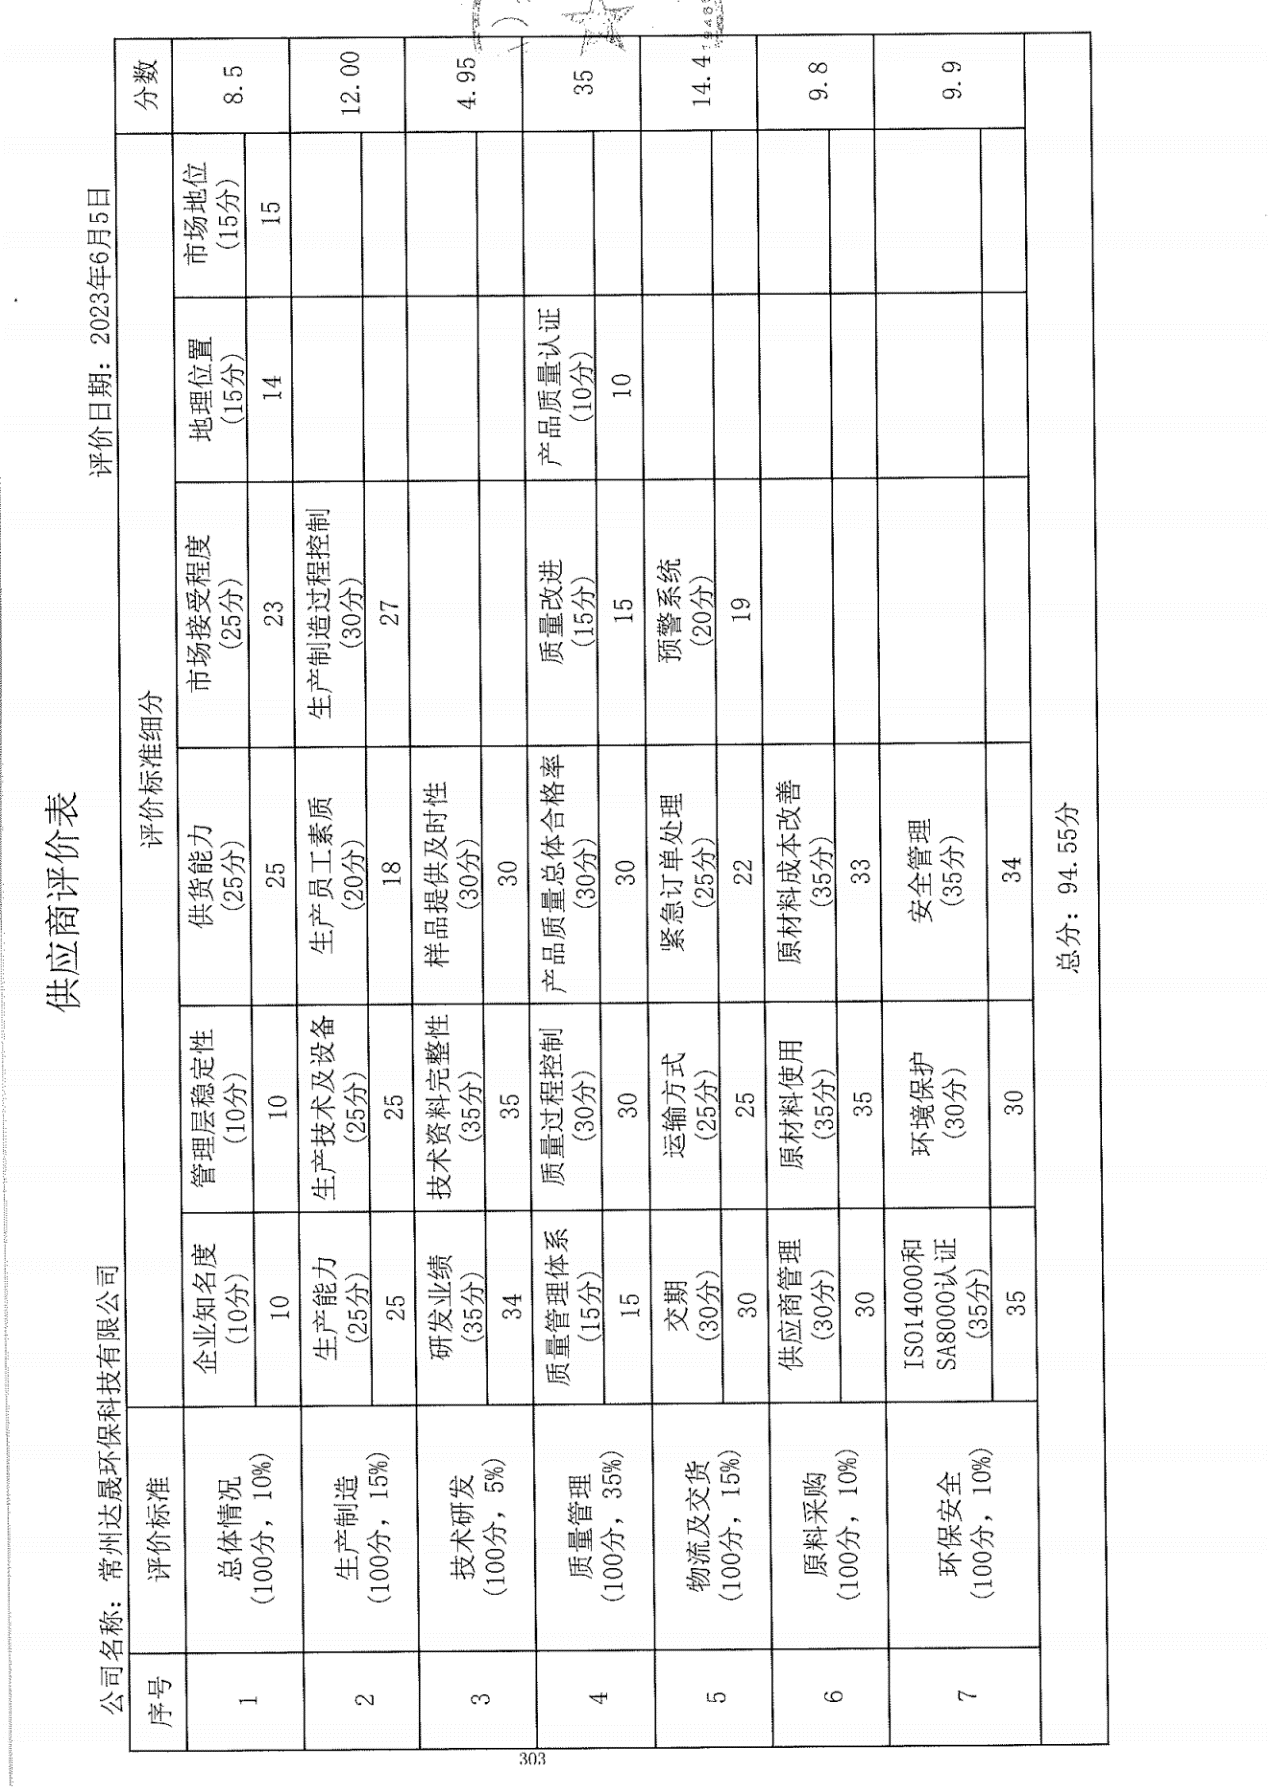 供应商评价表
公司名称：常州达晟环保科技有限公司 评价日期：2023年6月5日
序号 评价标准 评价标准细分 分数
1 总体情况 (100分，10%) 企业知名度 (10分) 管理层稳定性 (10分) 供货能力 (25分) 市场接受程度 (25分) 地理位置 (15分) 市场地位 (15分) 8.5
10 10 25 23 14 15
2 生产制造 (100分，15%) 生产能力 (25分) 生产技术及设备 (25分) 生产员工素质 (20分) 生产制造过程控制 (30分) 12.00
25 25 18 27
3 技术研发 (100分，5%) 研发业绩 (35分) 技术资料完整性 (35分) 样品提供及时性 (30分) 4.95
34 35 30
4 质量管理 (100分，35%) 质量管理体系 (15分) 质量过程控制 (30分) 产品质量总体合格率 (30分) 质量改进 (15分) 产品质量认证 (10分) 35
15 30 30 15 10
5 物流及交货 (100分，15%) 交期 (30分) 运输方式 (25分) 紧急订单处理 (25分) 预警系统 (20分) 14.4
30 25 22 19
6 原料采购 (100分，10%) 供应商管理 (30分) 原材料使用 (35分) 原材料成本改善 (35分) 9.8
30 35 33
7 环保安全 (100分，10%) ISO14000和SA8000认证 (35分) 环境保护 (30分) 安全管理 (35分) 9.9
35 30 34
总分：94.55分
303